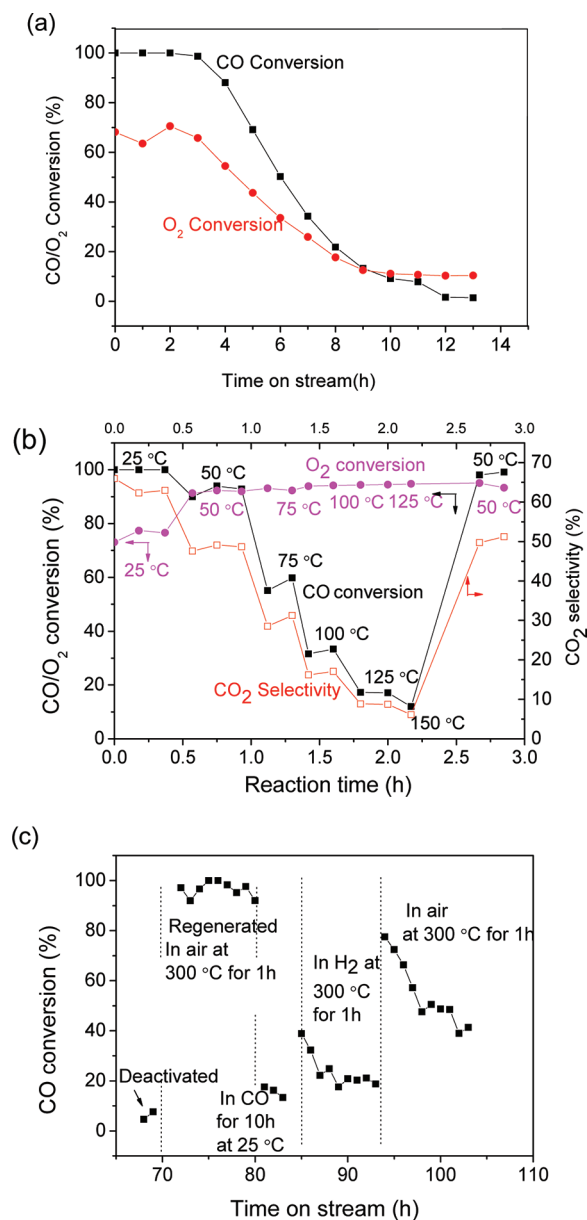 (a)
100
80
60
40
20
0
CO/O2 Conversion (%)
CO Conversion
O2 Conversion
0 2 4 6 8 10 12 14
Time on stream(h)
(b)
0.0 0.5 1.0 1.5 2.0 2.5 3.0
100
80
60
40
20
0
CO/O2 conversion (%)
70
60
50
40
30
20
10
0
CO2 selectivity (%)
25 °C
50 °C
O2 conversion
50 °C
50 °C
75 °C
100 °C
125 °C
50 °C
25 °C
75 °C
CO conversion
100 °C
CO2 Selectivity
125 °C
150 °C
0.0 0.5 1.0 1.5 2.0 2.5 3.0
Reaction time (h)
(c)
100
80
60
40
20
0
CO conversion (%)
Regenerated
In air at
300 °C for 1h
In H2 at
300 °C
for 1h
In air
at 300 °C for 1h
Deactivated
In CO
for 10h
at 25 °C
70 80 90 100 110
Time on stream (h)